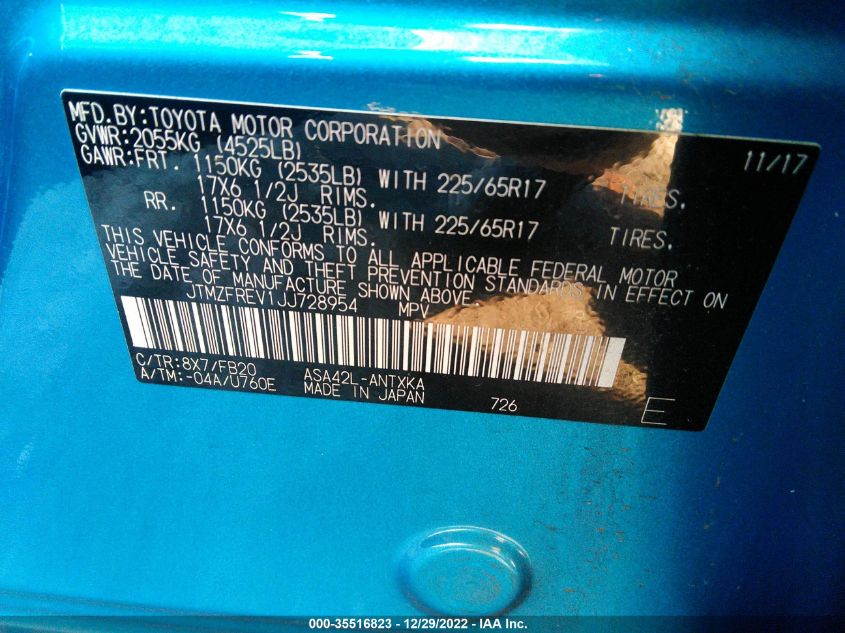 MFD.BY:TOYOTA MOTOR CORPORATION 11/17
GVWR:2055KG (4525LB)
GAWR:FRT. 1150KG (2535LB) WITH 225/65R17 TIRES,
17X6 1/2J RIMS.
RR. 1150KG (2535LB) WITH 225/65R17 TIRES.
17X6 1/2J RIMS.
THIS VEHICLE CONFORMS TO ALL APPLICABLE FEDERAL MOTOR
VEHICLE SAFETY AND THEFT PREVENTION STANDARDS IN EFFECT ON
THE DATE OF MANUFACTURE SHOWN ABOVE.
JTMZFREV1JJ728954 MPV
C/TR:8X7/FB20 ASA42L-ANTXKA
A/TM:-04A/U760E MADE IN JAPAN 726 E
000-35516823 - 12/29/2022 - IAA Inc.